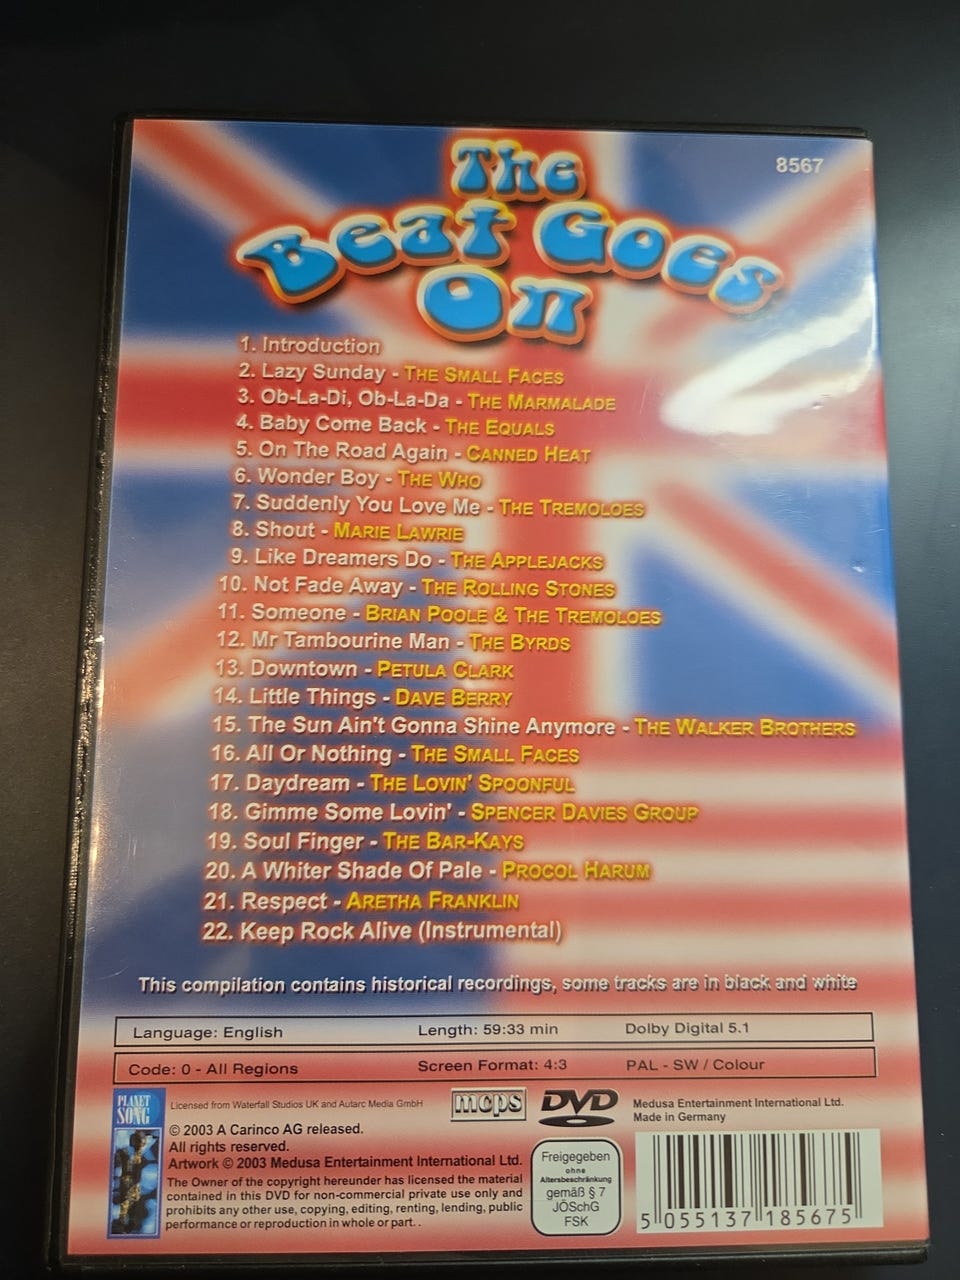 The
8567
Beat Goes
On
1. Introduction
2. Lazy Sunday - THE SMALL FACES
3. Ob-La-Di, Ob-La-Da - THE MARMALADE
4. Baby Come Back - THE EQUALS
5. On The Road Again - CANNED HEAT
6. Wonder Boy - THE WHO
7. Suddenly You Love Me - THE TREMOLOES
8. Shout - MARIE LAWRIE
9. Like Dreamers Do - THE APPLEJACKS
10. Not Fade Away - THE ROLLING STONES
11. Someone - BRIAN POOLE & THE TREMOLOES
12. Mr Tambourine Man - THE BYRDS
13. Downtown - PETULA CLARK
14. Little Things - DAVE BERRY
15. The Sun Ain't Gonna Shine Anymore - THE WALKER BROTHERS
16. All Or Nothing - THE SMALL FACES
17. Daydream - THE LOVIN' SPOONFUL
18. Gimme Some Lovin' - SPENCER DAVIES GROUP
19. Soul Finger - THE BAR-KAYS
20. A Whiter Shade Of Pale - PROCOL HARUM
21. Respect - ARETHA FRANKLIN
22. Keep Rock Alive (Instrumental)
This compilation contains historical recordings, some tracks are in black and white
Language: English Length: 59:33 min Dolby Digital 5.1
Code: 0 - All Regions Screen Format: 4:3 PAL - SW / Colour
PLANET
SONG
Licensed from Waterfall Studios UK and Autarc Media GmbH
© 2003 A Carinco AG released.
All rights reserved.
Artwork © 2003 Medusa Entertainment International Ltd.
The Owner of the copyright hereunder has licensed the material
contained in this DVD for non-commercial private use only and
prohibits any other use, copying, editing, renting, lending, public
performance or reproduction in whole or part. .
mcps
DVD
VIDEO
Medusa Entertainment International Ltd.
Made in Germany
Freigegeben
ohne
Altersbeschränkung
gemäß § 7
JÖSchG
FSK
5 055137 185675